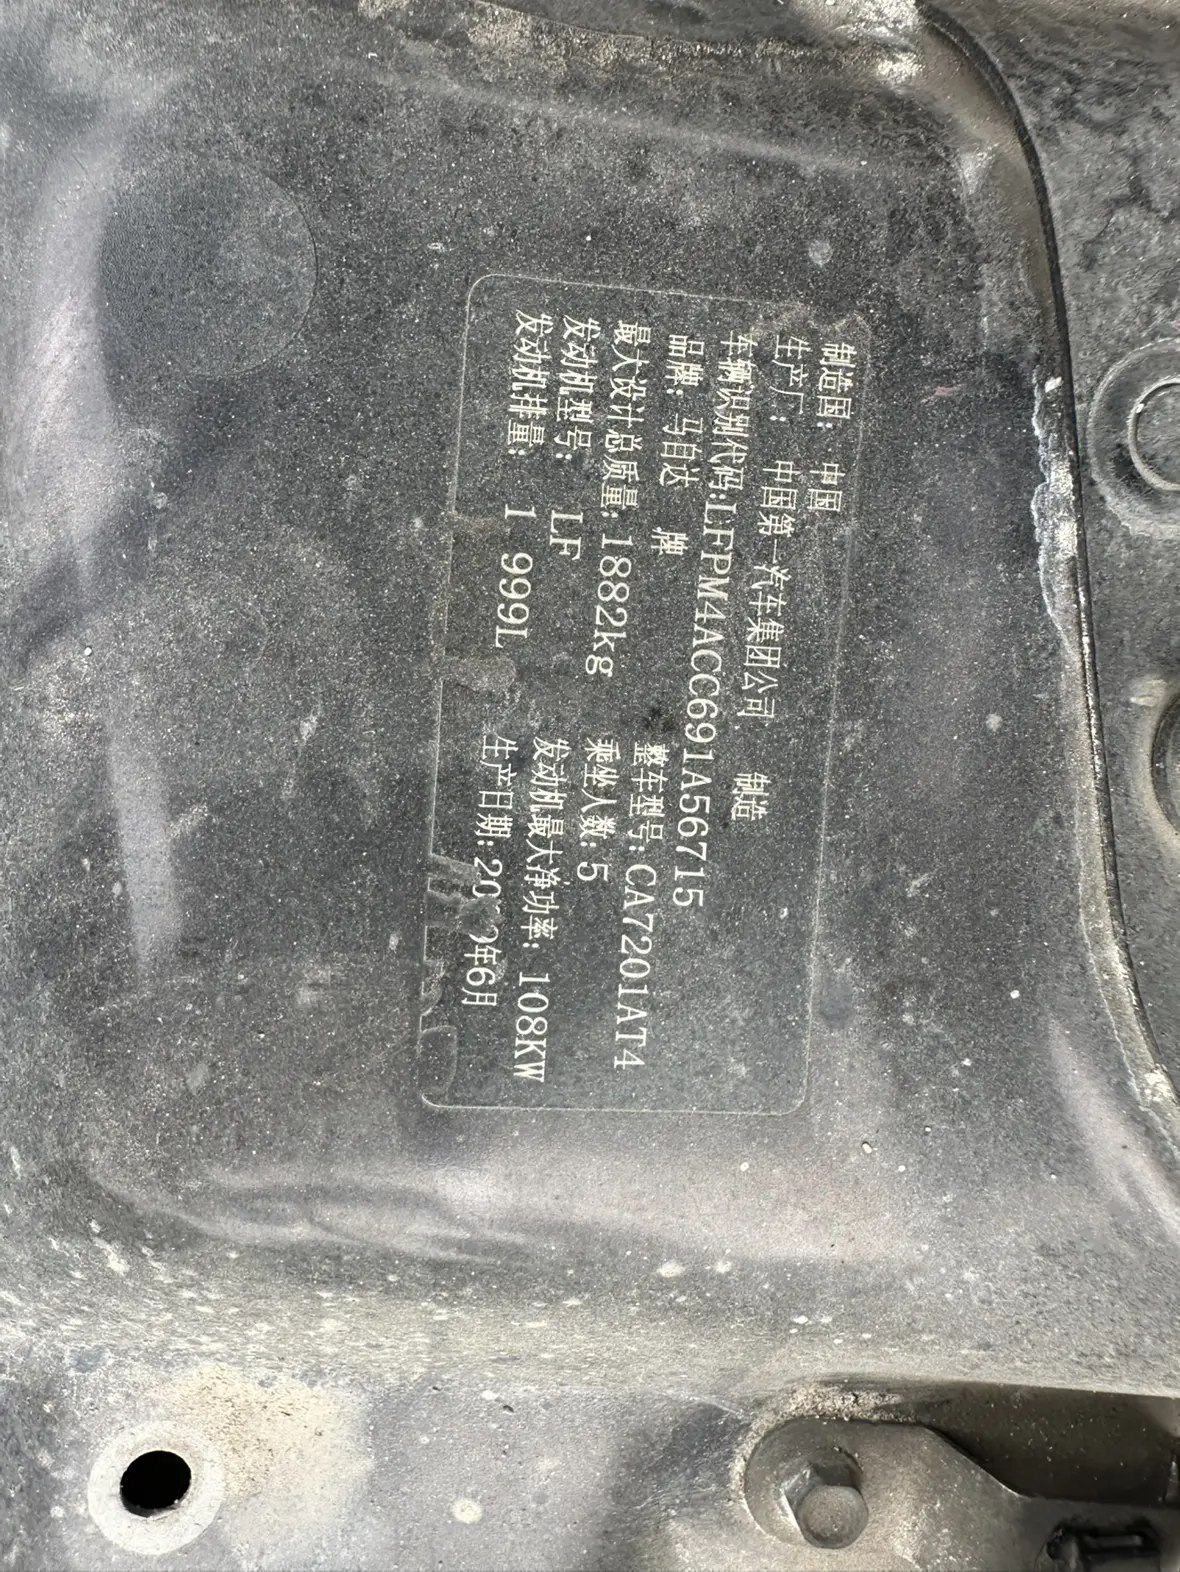 制造国: 中国
生产厂: 中国第一汽车集团公司 制造
车辆识别代码:LFPM4ACC691A56715
品牌: 马自达 牌 整车型号:CA7201AT4
最大设计总质量:1882kg 乘坐人数:5
发动机型号: LF 发动机最大净功率: 108KW
发动机排量: 1 999L 生产日期: 年6月